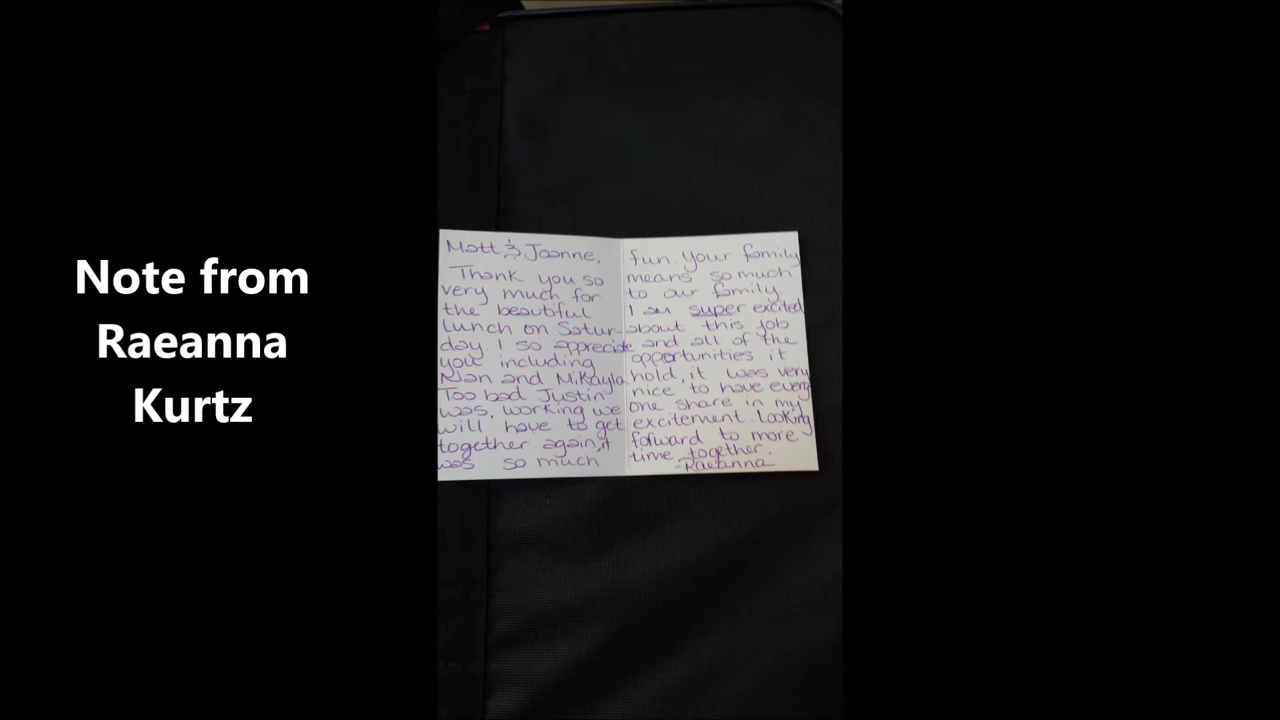 Note from
Raeanna
Kurtz
Matt & Joanne,
Thank you so
very much for
the beautiful
lunch on Satur-
day. I so appreciate
you including
Alan and Mikayla.
Too bad Justin
was, working we
will have to get
together again, it
was so much
fun. Your family
means so much
to our family.
I am super excited
about this job
and all of the
opportunities it
hold, it was very
nice to have every
one share in my
excitement. Looking
forward to more
time together.
-Raeanna